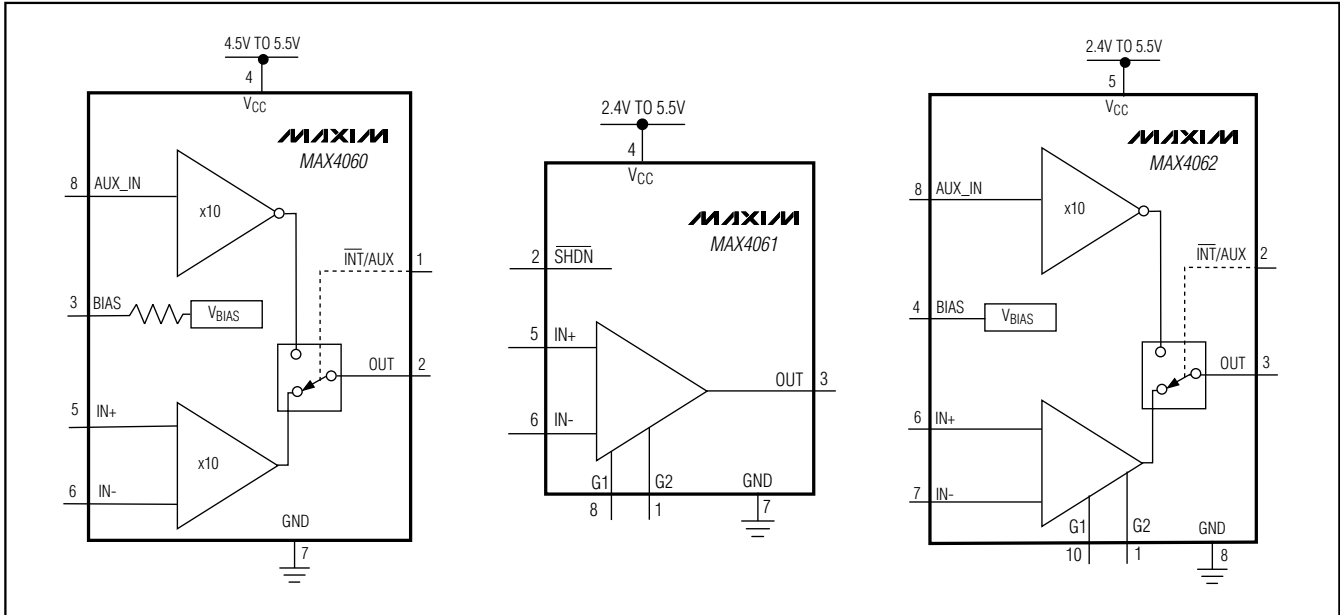 4.5V TO 5.5V
4
VCC
MAXIM
MAX4060
8 AUX_IN
x10
INT/AUX 1
3 BIAS
VBIAS
OUT 2
5 IN+
x10
6 IN-
GND
7
2.4V TO 5.5V
4
VCC
MAXIM
MAX4061
2 SHDN
5 IN+
OUT 3
6 IN-
G1 G2 GND
8 1 7
2.4V TO 5.5V
5
VCC
MAXIM
MAX4062
8 AUX_IN
x10
INT/AUX 2
4 BIAS
VBIAS
OUT 3
6 IN+
7 IN-
G1 G2 GND
10 1 8